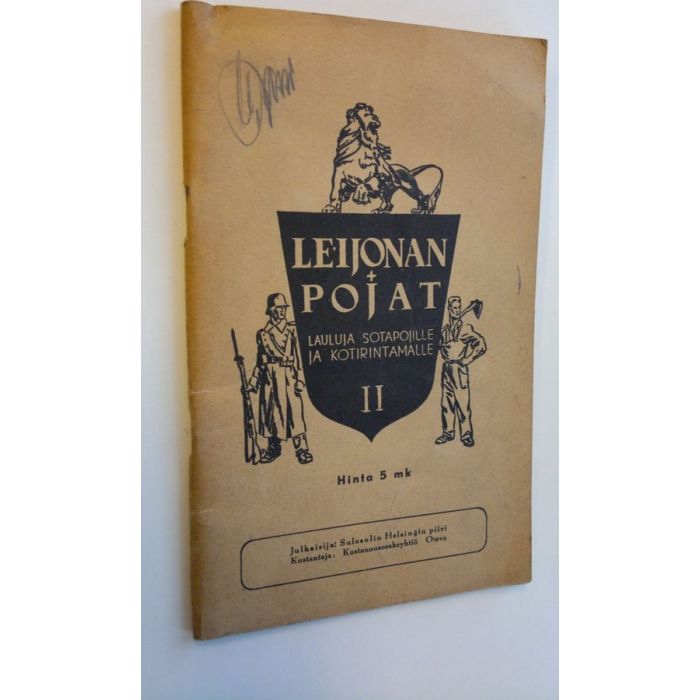 LEIJONAN
POJAT
LAULUJA SOTAPOJILLE
JA KOTIRINTAMALLE
II
Hinta 5 mk
Julkaisija: Sulasolin Helsingin piiri
Kustantaja: Kustannusosakeyhtiö Otava